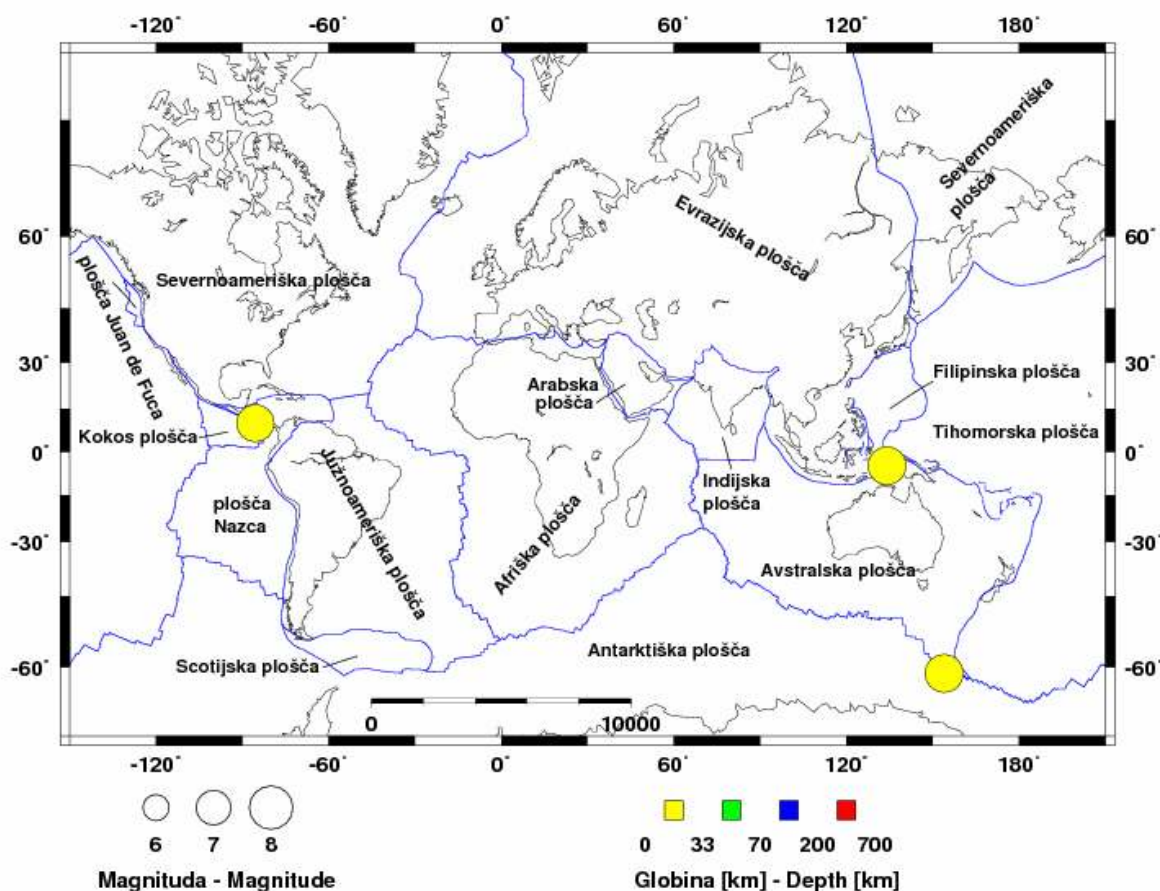 -120° -60° 0° 60° 120° 180°
Severnoameriška
plošča
60° 60°
Evrazijska plošča
Severnoameriška plošča
plošča Juan de Fuca
30° 30°
Arabska
plošča
Filipinska plošča
Kokos plošča
Tihomorska plošča
0° 0°
Južnoameriška plošča
Indijska
plošča
plošča
Nazca
Afriška plošča
-30° -30°
Avstralska plošča
Antarktiška plošča
Scotijska plošča
-60° -60°
0 10000
-120° -60° 0° 60° 120° 180°
6 7 8
0 33 70 200 700
Magnituda - Magnitude
Globina [km] - Depth [km]